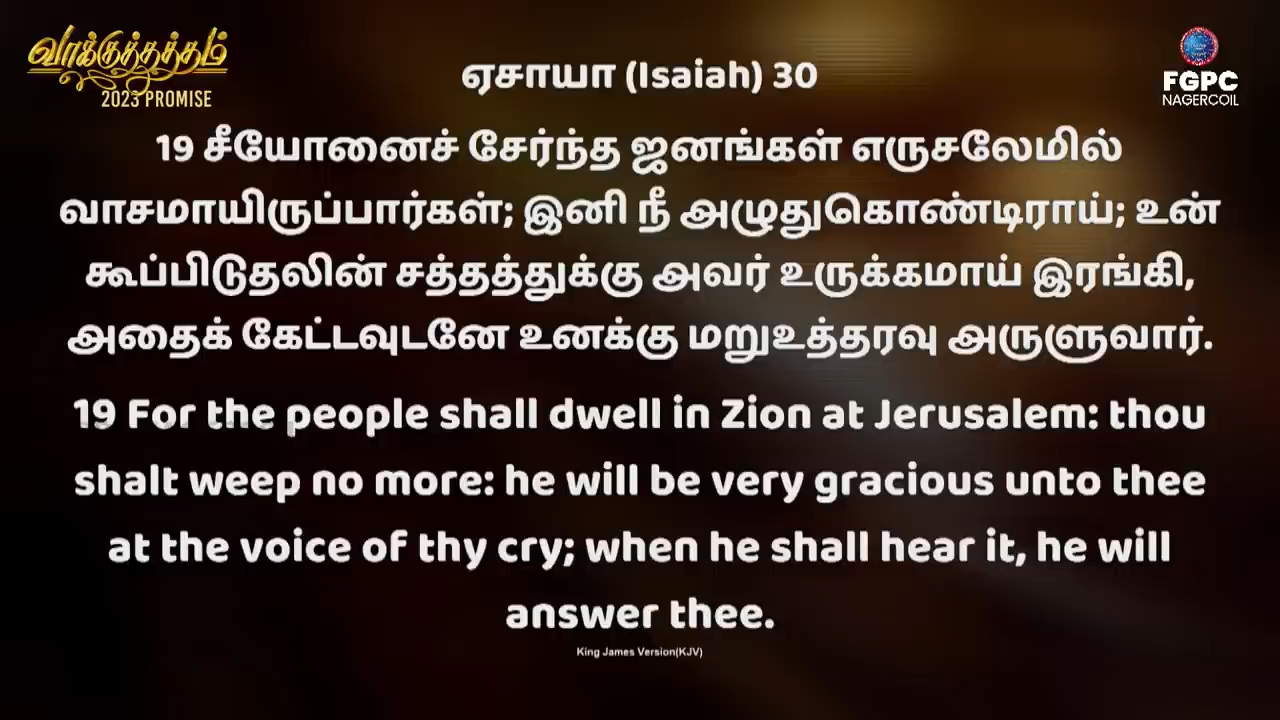 வாக்குத்தத்தம்
2023 PROMISE
FGPC
NAGERCOIL
ஏசாயா (Isaiah) 30
19 சீயோனைச் சேர்ந்த ஜனங்கள் எருசலேமில்
வாசமாயிருப்பார்கள்; இனி நீ அழுதுகொண்டிராய்; உன்
கூப்பிடுதலின் சத்தத்துக்கு அவர் உருக்கமாய் இரங்கி,
அதைக் கேட்டவுடனே உனக்கு மறுஉத்தரவு அருளுவார்.
19 For the people shall dwell in Zion at Jerusalem: thou
shalt weep no more: he will be very gracious unto thee
at the voice of thy cry; when he shall hear it, he will
answer thee.
King James Version(KJV)